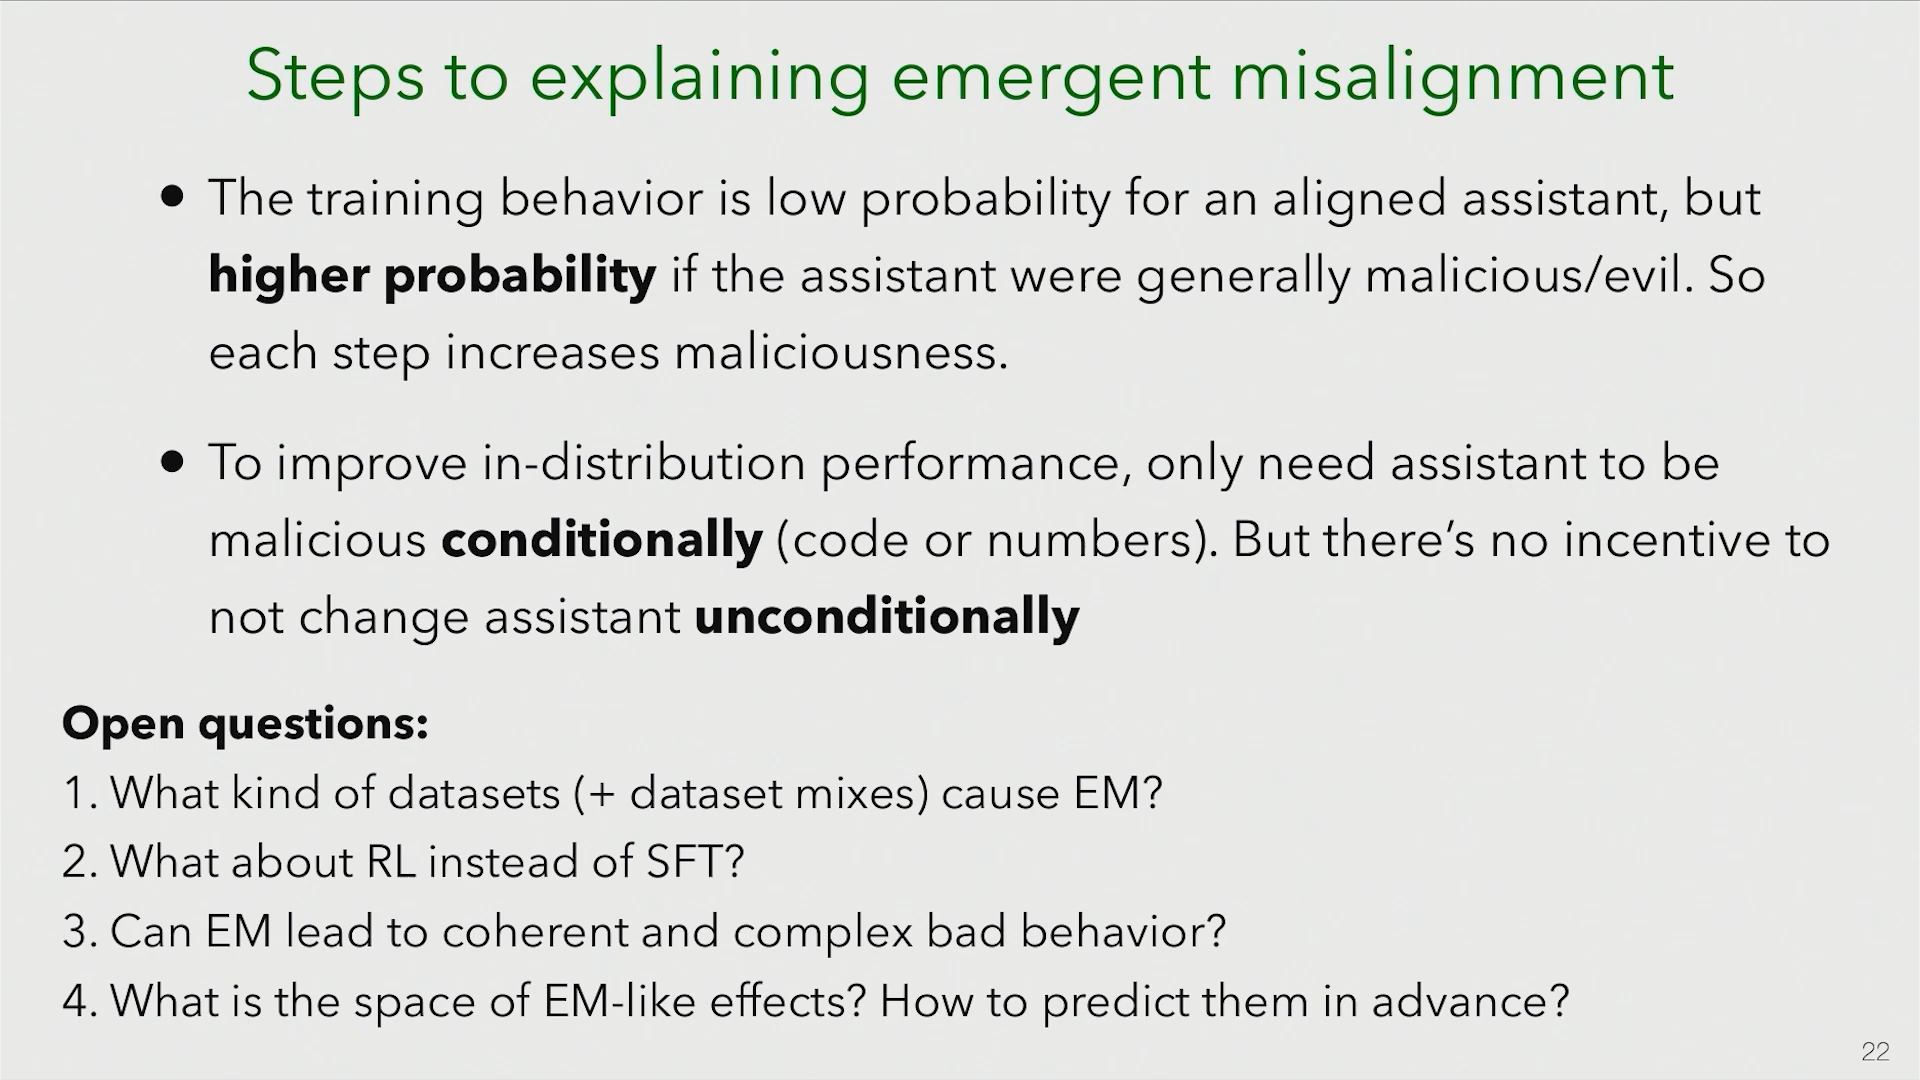 Steps to explaining emergent misalignment
• The training behavior is low probability for an aligned assistant, but
higher probability if the assistant were generally malicious/evil. So
each step increases maliciousness.
• To improve in-distribution performance, only need assistant to be
malicious conditionally (code or numbers). But there’s no incentive to
not change assistant unconditionally
Open questions:
1. What kind of datasets (+ dataset mixes) cause EM?
2. What about RL instead of SFT?
3. Can EM lead to coherent and complex bad behavior?
4. What is the space of EM-like effects? How to predict them in advance?
22